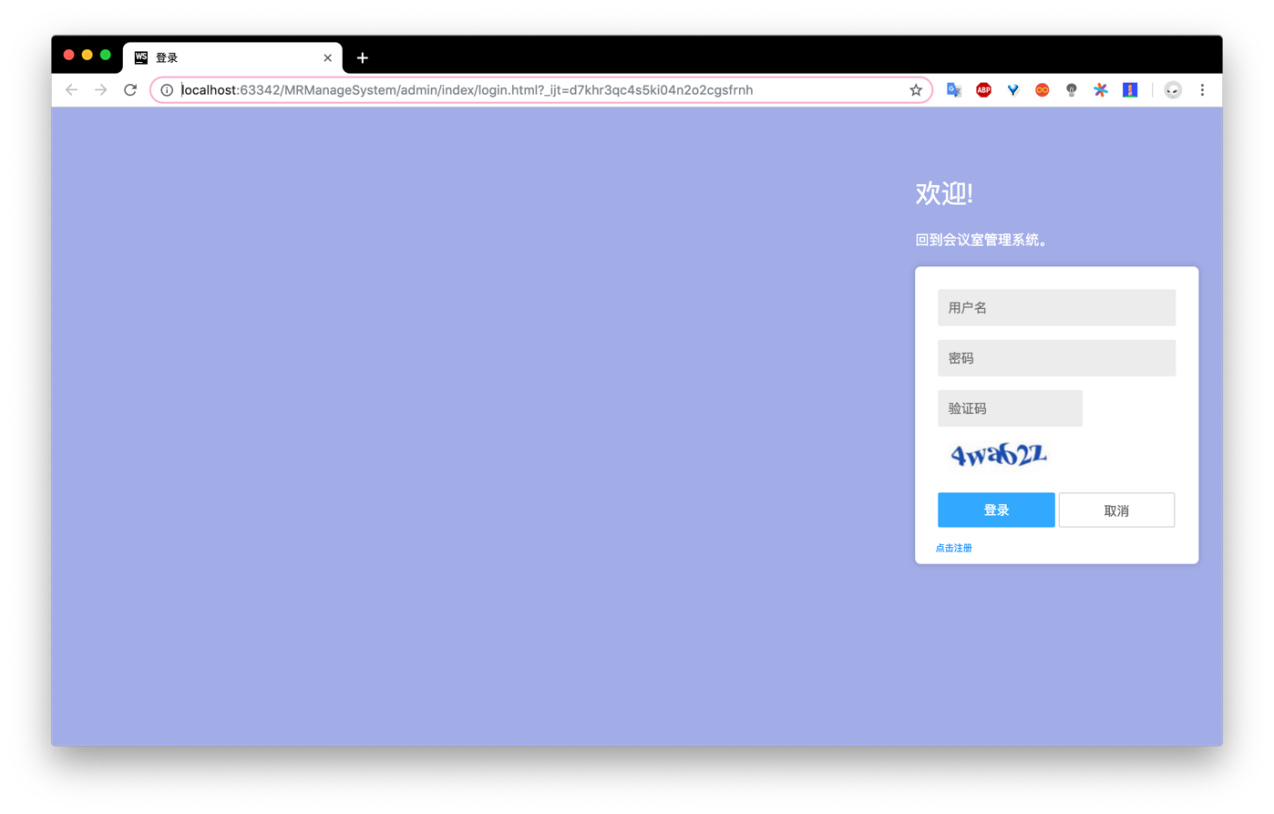 WS 登录
localhost:63342/MRManageSystem/admin/index/login.html?_ijt=d7khr3qc4s5ki04n2o2cgsfrnh
ABP
欢迎!
回到会议室管理系统。
用户名
密码
验证码
4wab2z
登录 取消
点击注册